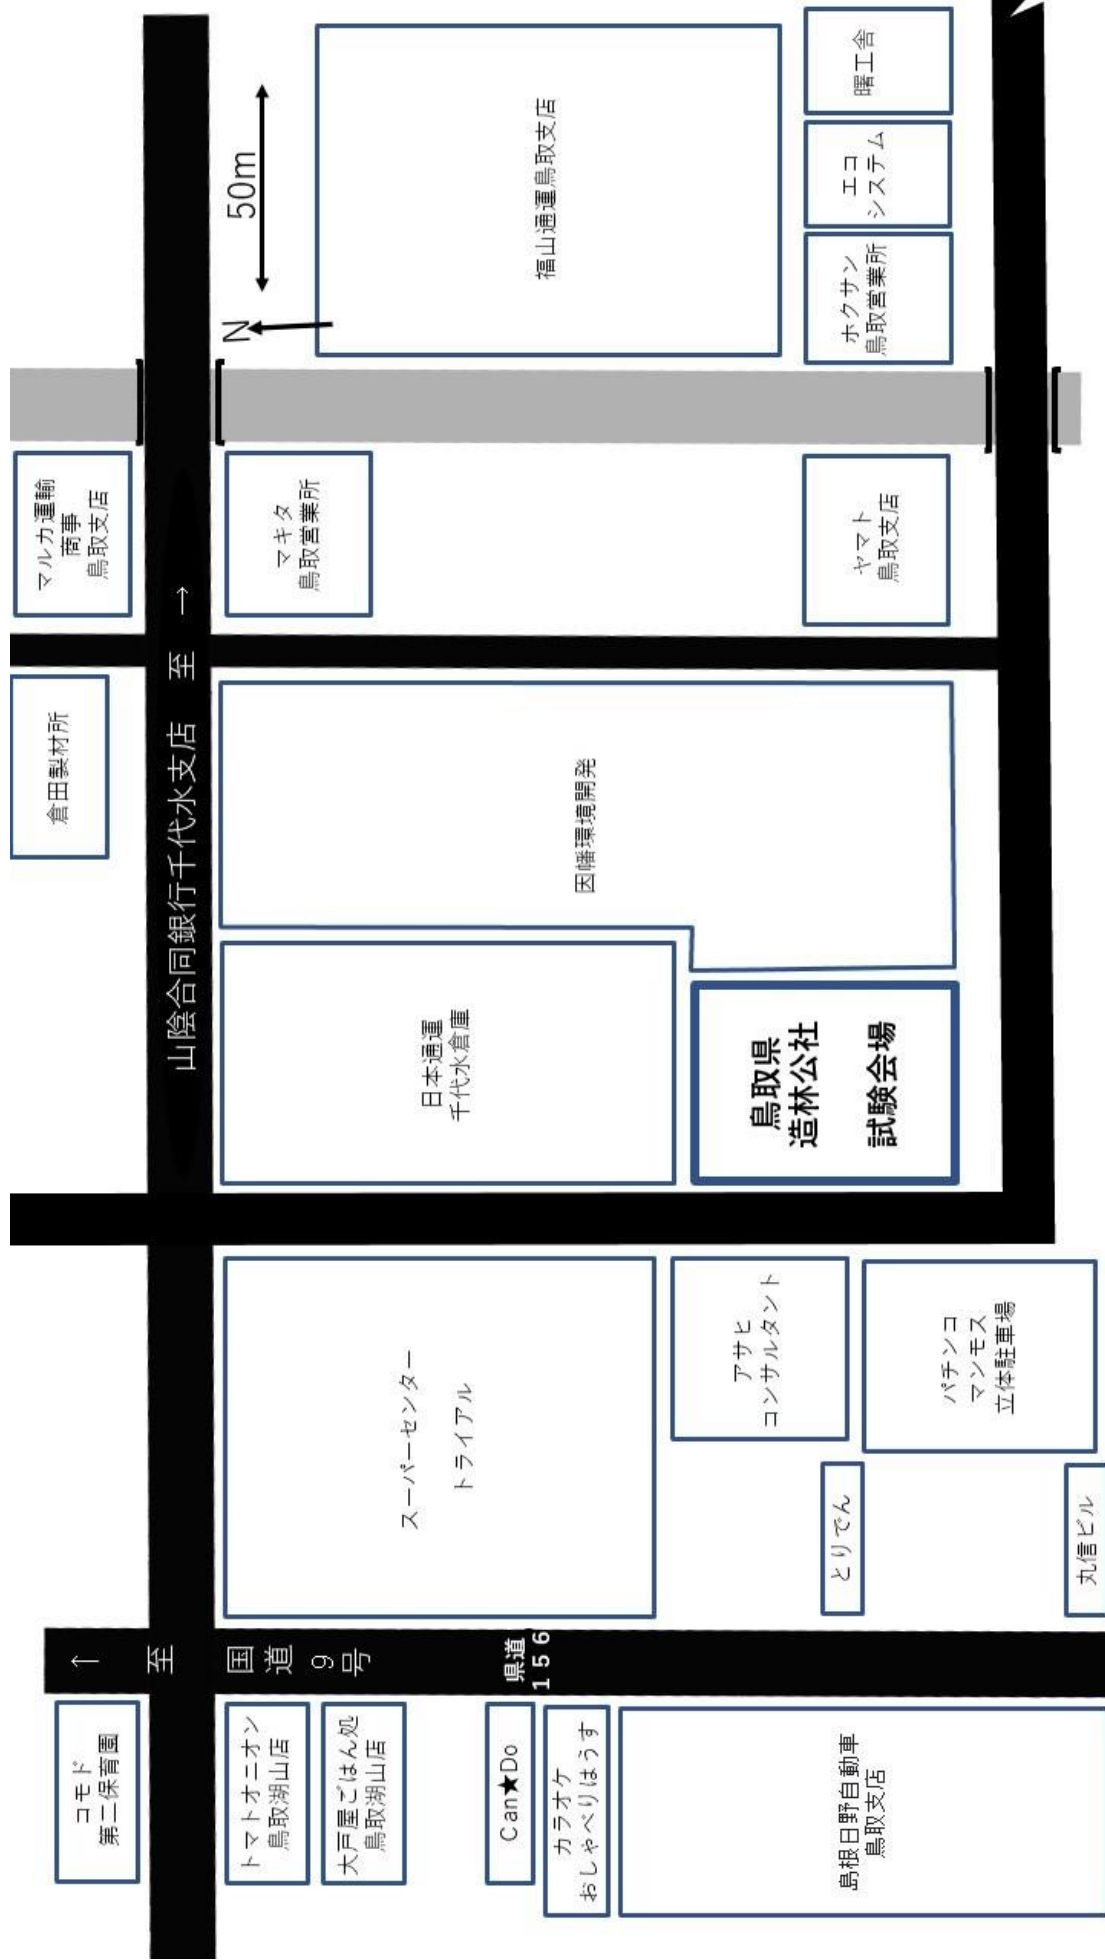 コモド
第二保育園
↑
至
国
道
9
号
トマトオニオン
鳥取湖山店
大戸屋ごはん処
鳥取湖山店
県道
156
Can★Do
カラオケ
おしゃべりはうす
島根日野自動車
鳥取支店
スーパーセンター
トライアル
アサヒ
コンサルタント
とりでん
パチンコ
マンモス
立体駐車場
丸信ビル
山陰合同銀行千代水支店 至 →
倉田製材所
日本通運
千代水倉庫
鳥取県
造林公社
試験会場
因幡環境開発
マルカ運輸
商事
鳥取支店
マキタ
鳥取営業所
ヤマト
鳥取支店
N
50m
福山通運鳥取支店
ホクサン
鳥取営業所
エコ
システム
曙工舎